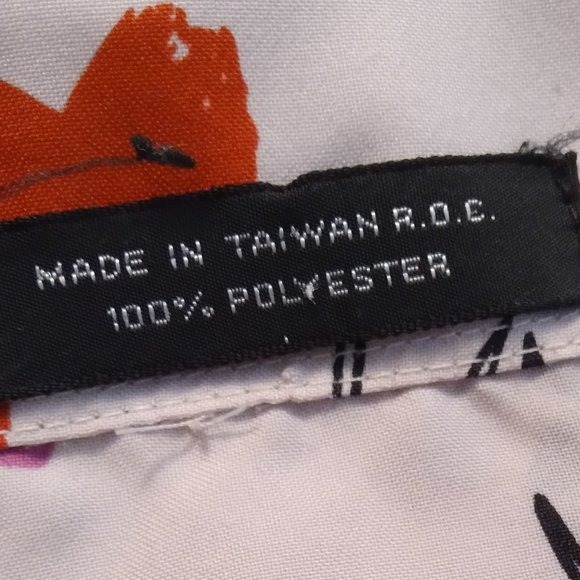 MADE IN TAIWAN R.O.C.
100% POLYESTER